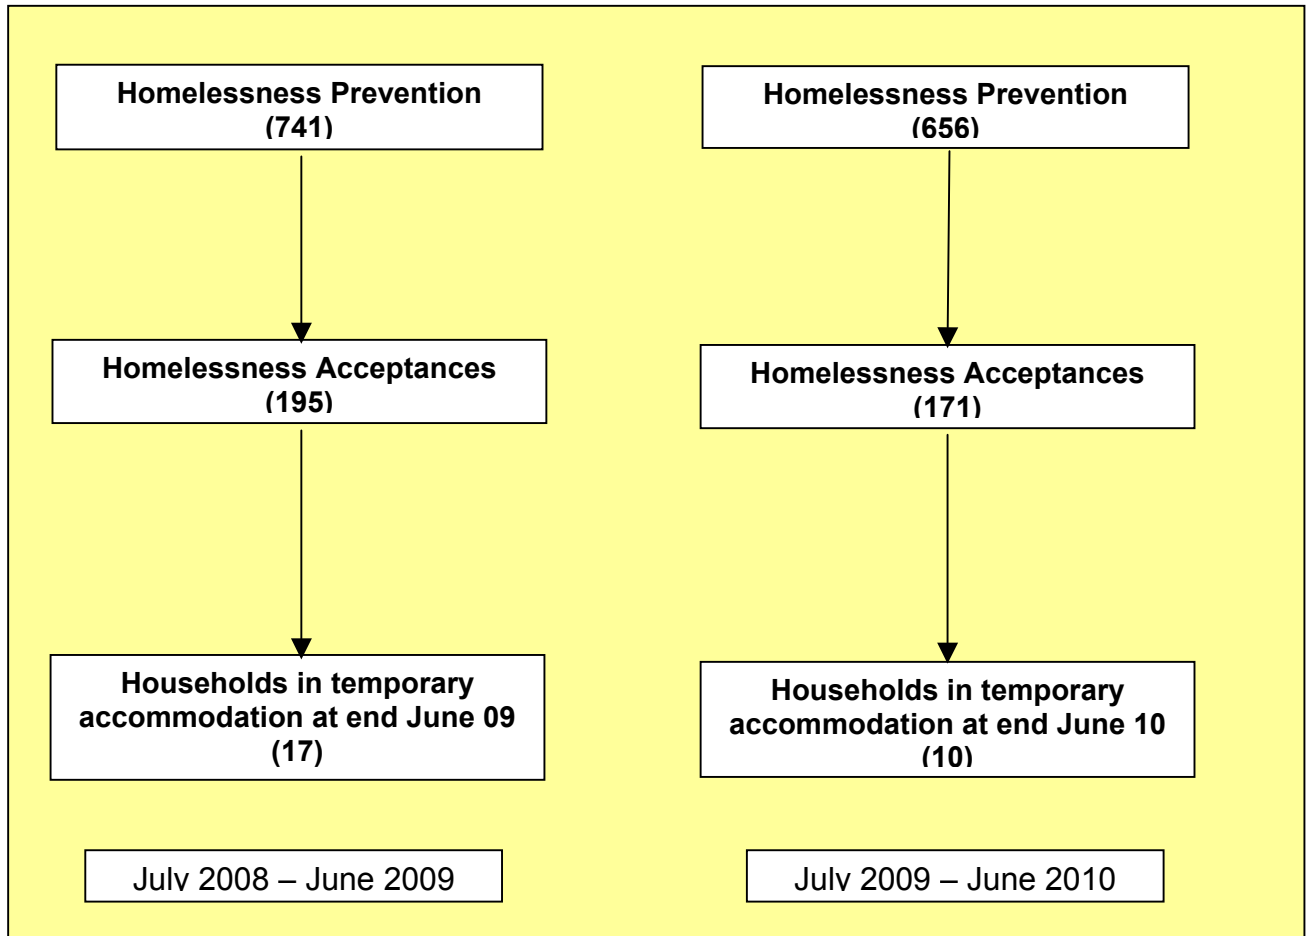 Homelessness Prevention
(741)
Homelessness Acceptances
(195)
Households in temporary
accommodation at end June 09
(17)
July 2008 – June 2009
Homelessness Prevention
(656)
Homelessness Acceptances
(171)
Households in temporary
accommodation at end June 10
(10)
July 2009 – June 2010